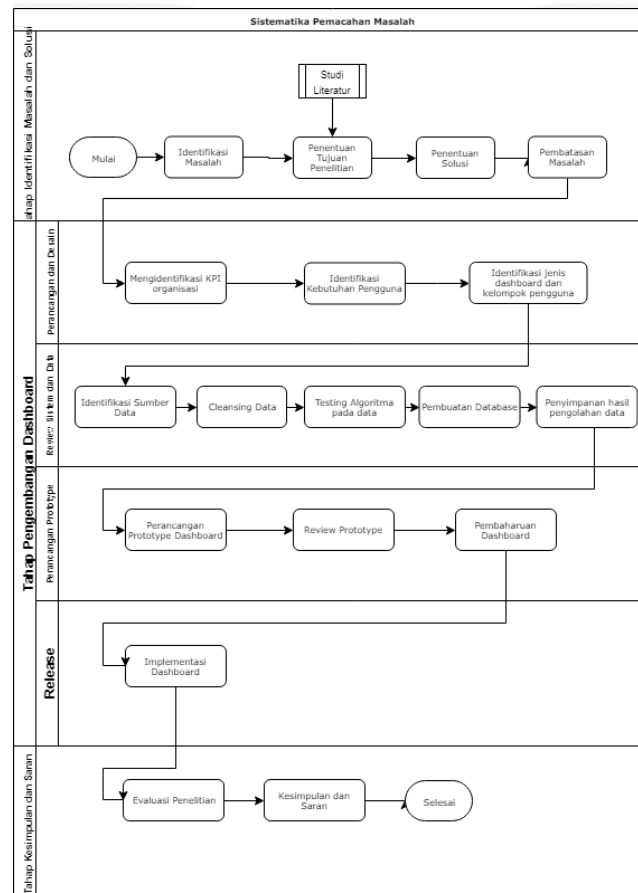 Sistematika Pemacahan Masalah
ahap Identifikasi Masalah dan Solusi
Studi
Literatur
Mulai
Identifikasi
Masalah
Penentuan
Tujuan
Penelitian
Penentuan
Solusi
Pembatasan
Masalah
Tahap Pengembangan Dashboard
Perancangan dan Desain
Mengidentifikasi KPI
organisasi
Identifikasi
Kebutuhan Pengguna
Identifikasi jenis
dashboard dan
kelompok pengguna
Review Sistem dan Data
Identifikasi Sumber
Data
Cleansing Data
Testing Algoritma
pada data
Pembuatan Database
Penyimpanan hasil
pengolahan data
Perancangan Prototype
Perancangan
Prototype Dashboard
Review Prototype
Pembaharuan
Dashboard
Release
Implementasi
Dashboard
Tahap Kesimpulan dan Saran
Evaluasi Penelitian
Kesimpulan dan
Saran
Selesai